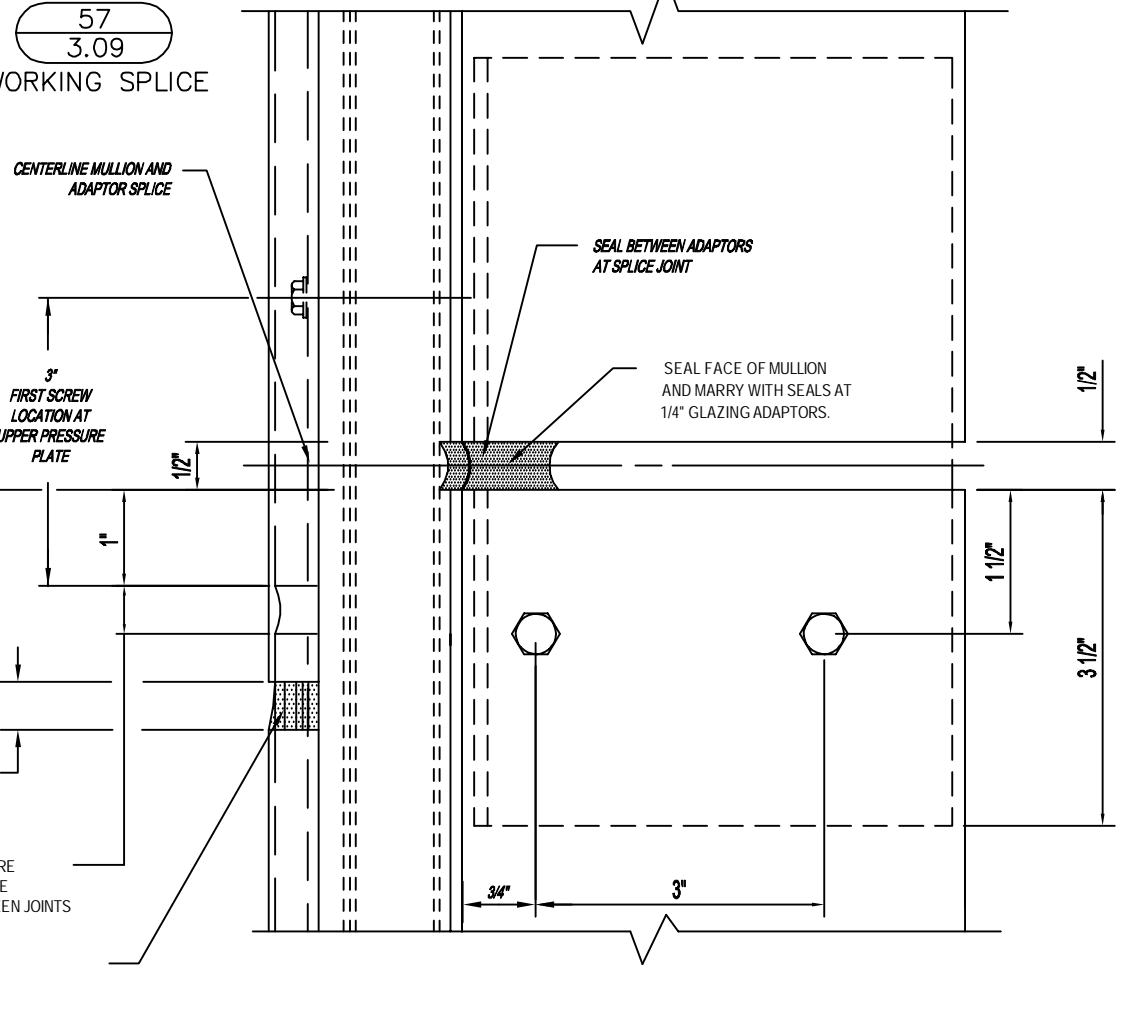 57
3.09
WORKING SPLICE
CENTERLINE MULLION AND
ADAPTOR SPLICE
SEAL BETWEEN ADAPTORS
AT SPLICE JOINT
SEAL FACE OF MULLION
AND MARRY WITH SEALS AT
1/4" GLAZING ADAPTORS.
3"
FIRST SCREW
LOCATION AT
UPPER PRESSURE
PLATE
1/2"
1/2"
1"
1 1/2"
3 1/2"
3/4"
3"
RE
E
EEN JOINTS